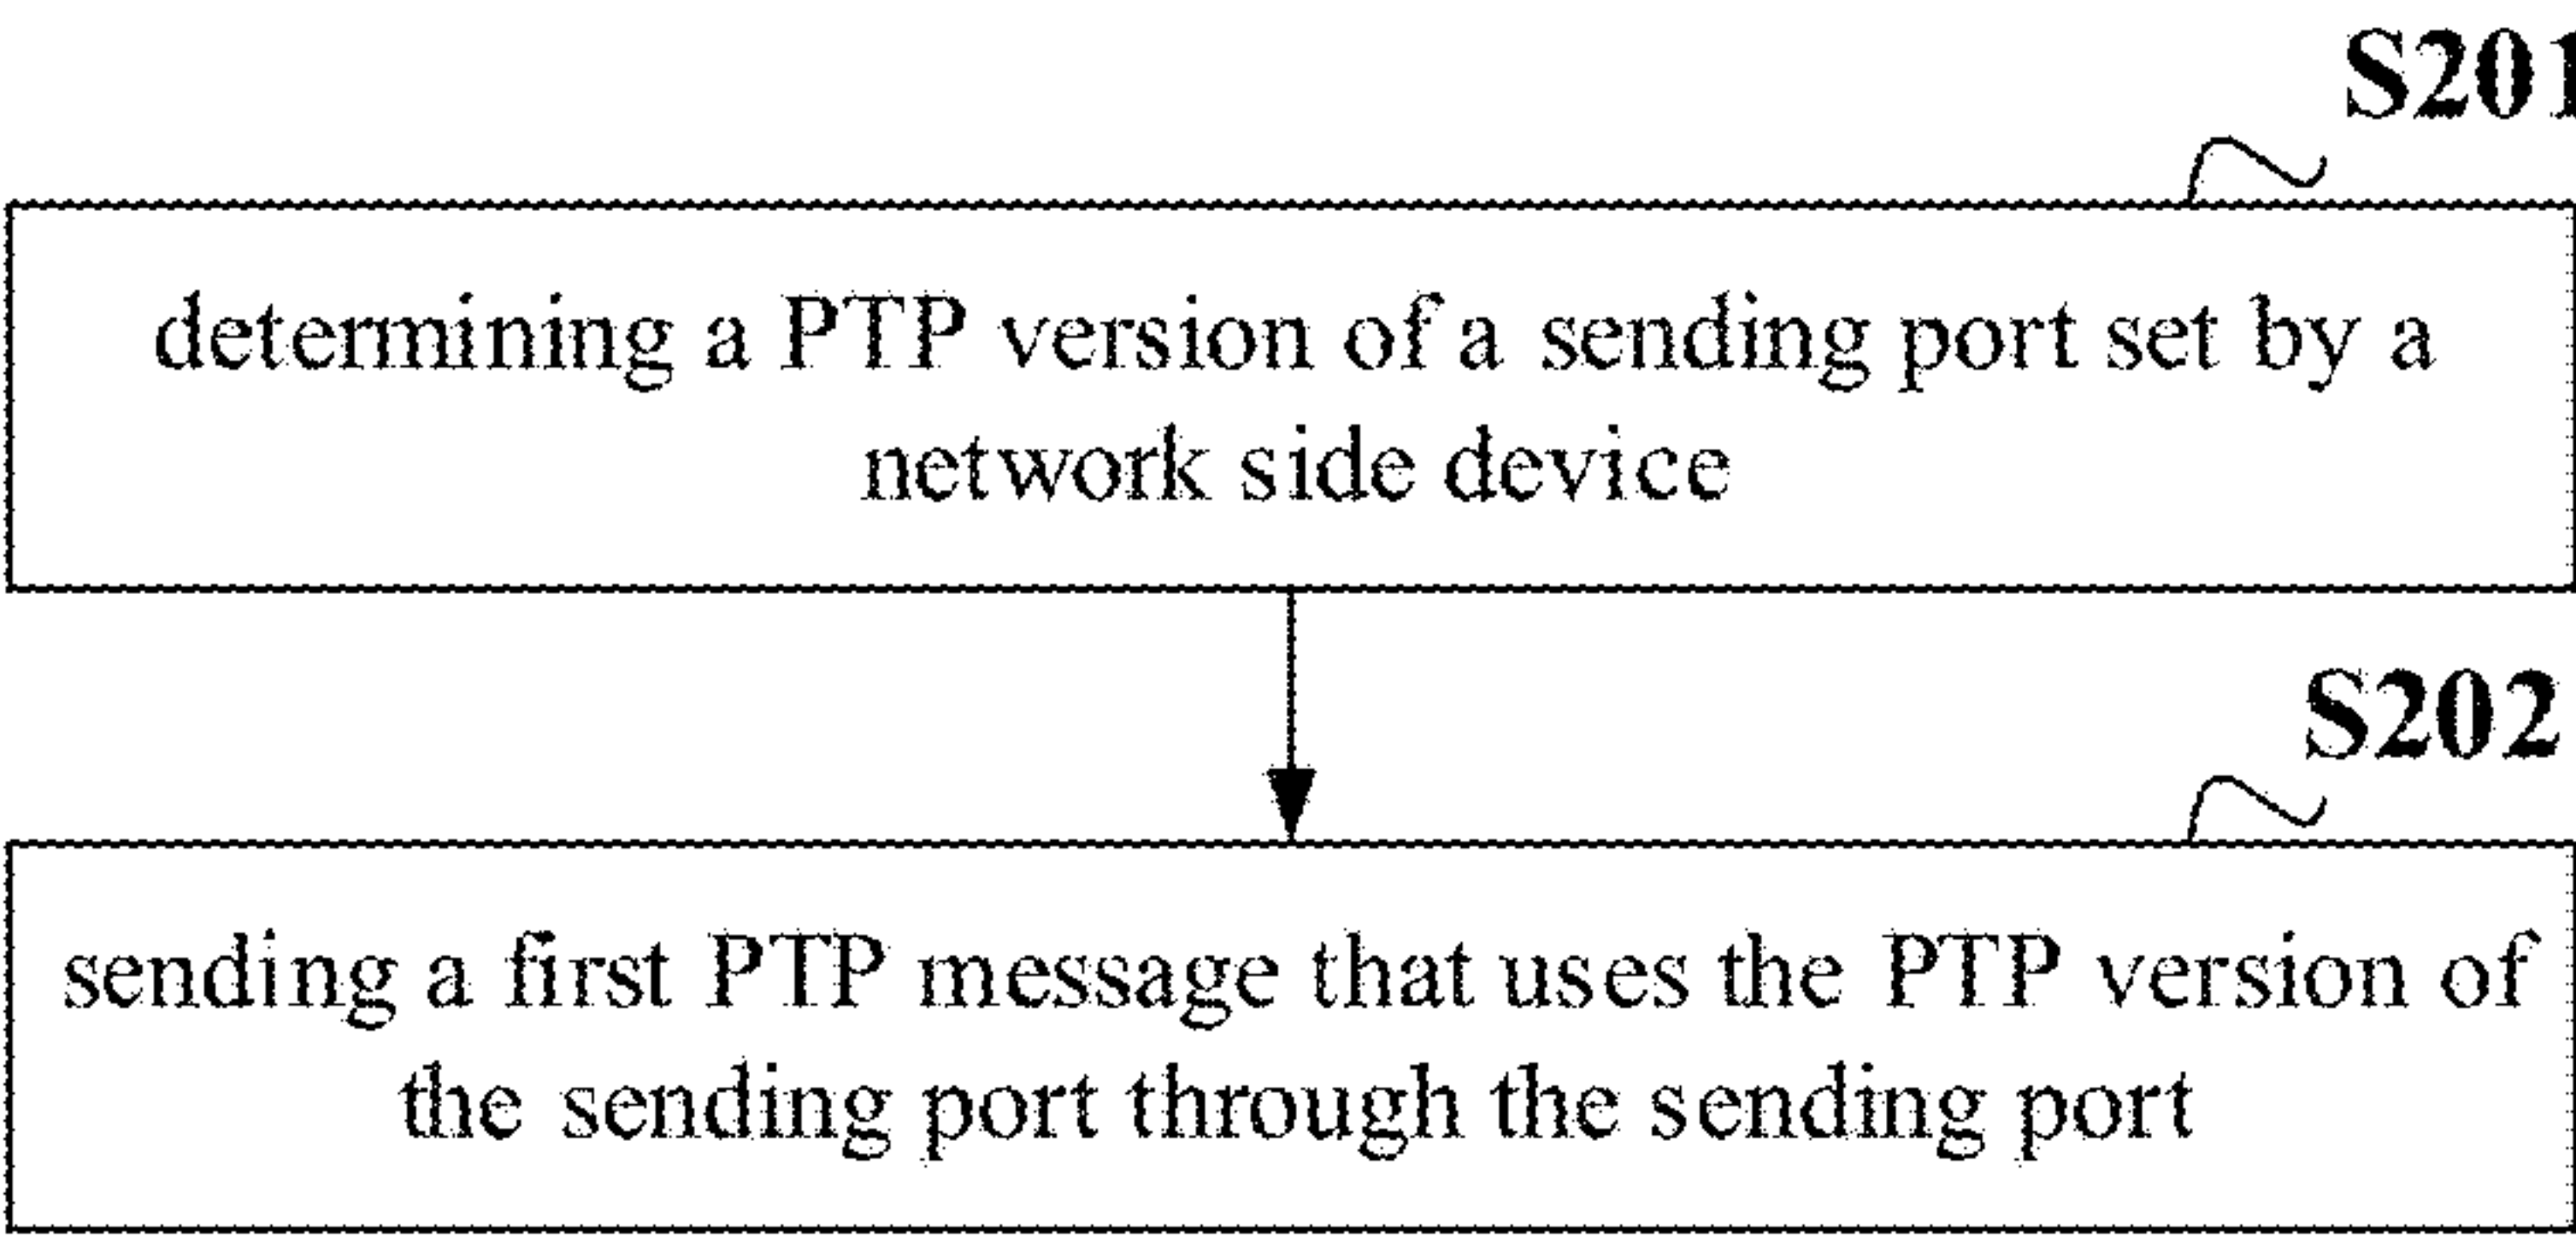 S201
determining a PTP version of a sending port set by a
network side device
S202
sending a first PTP message that uses the PTP version of
the sending port through the sending port